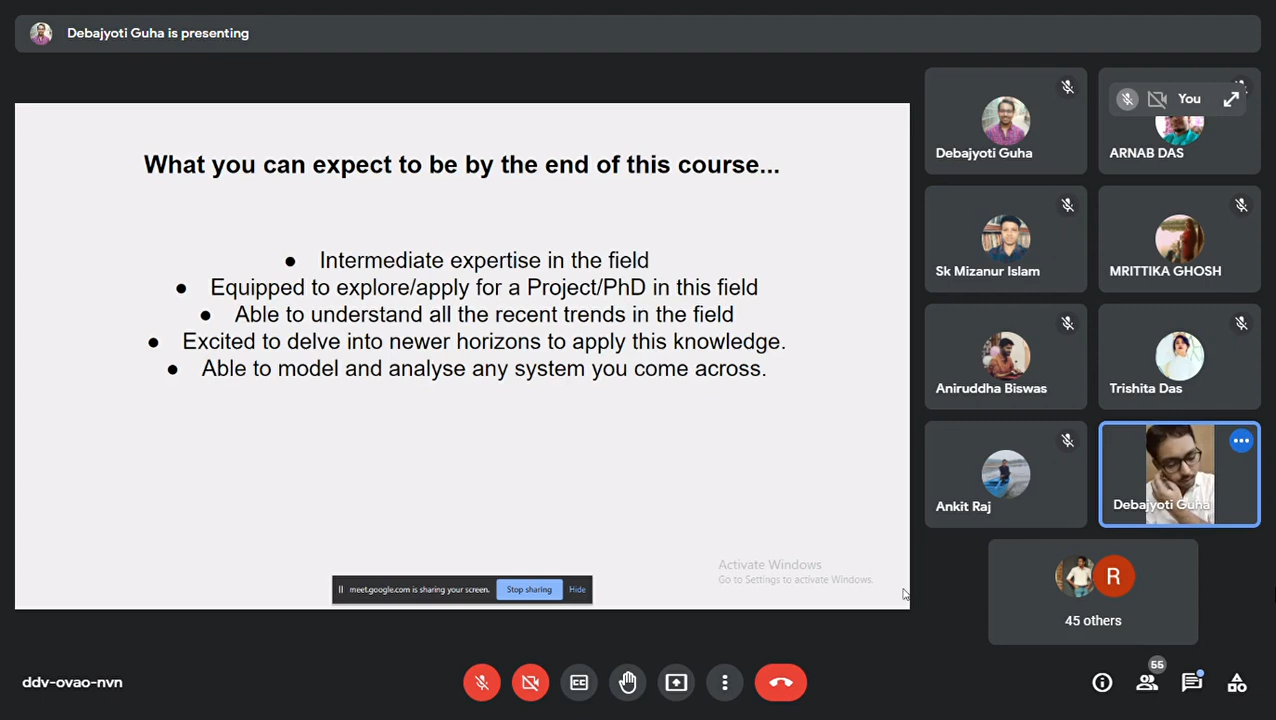 Debajyoti Guha is presenting
What you can expect to be by the end of this course...
● Intermediate expertise in the field
● Equipped to explore/apply for a Project/PhD in this field
● Able to understand all the recent trends in the field
● Excited to delve into newer horizons to apply this knowledge.
● Able to model and analyse any system you come across.
Activate Windows
Go to Settings to activate Windows.
meet.google.com is sharing your screen. Stop sharing Hide
Debajyoti Guha
You
ARNAB DAS
Sk Mizanur Islam
MRITTIKA GHOSH
Aniruddha Biswas
Trishita Das
Ankit Raj
Debajyoti Guha
R
45 others
ddv-ovao-nvn
CC
55